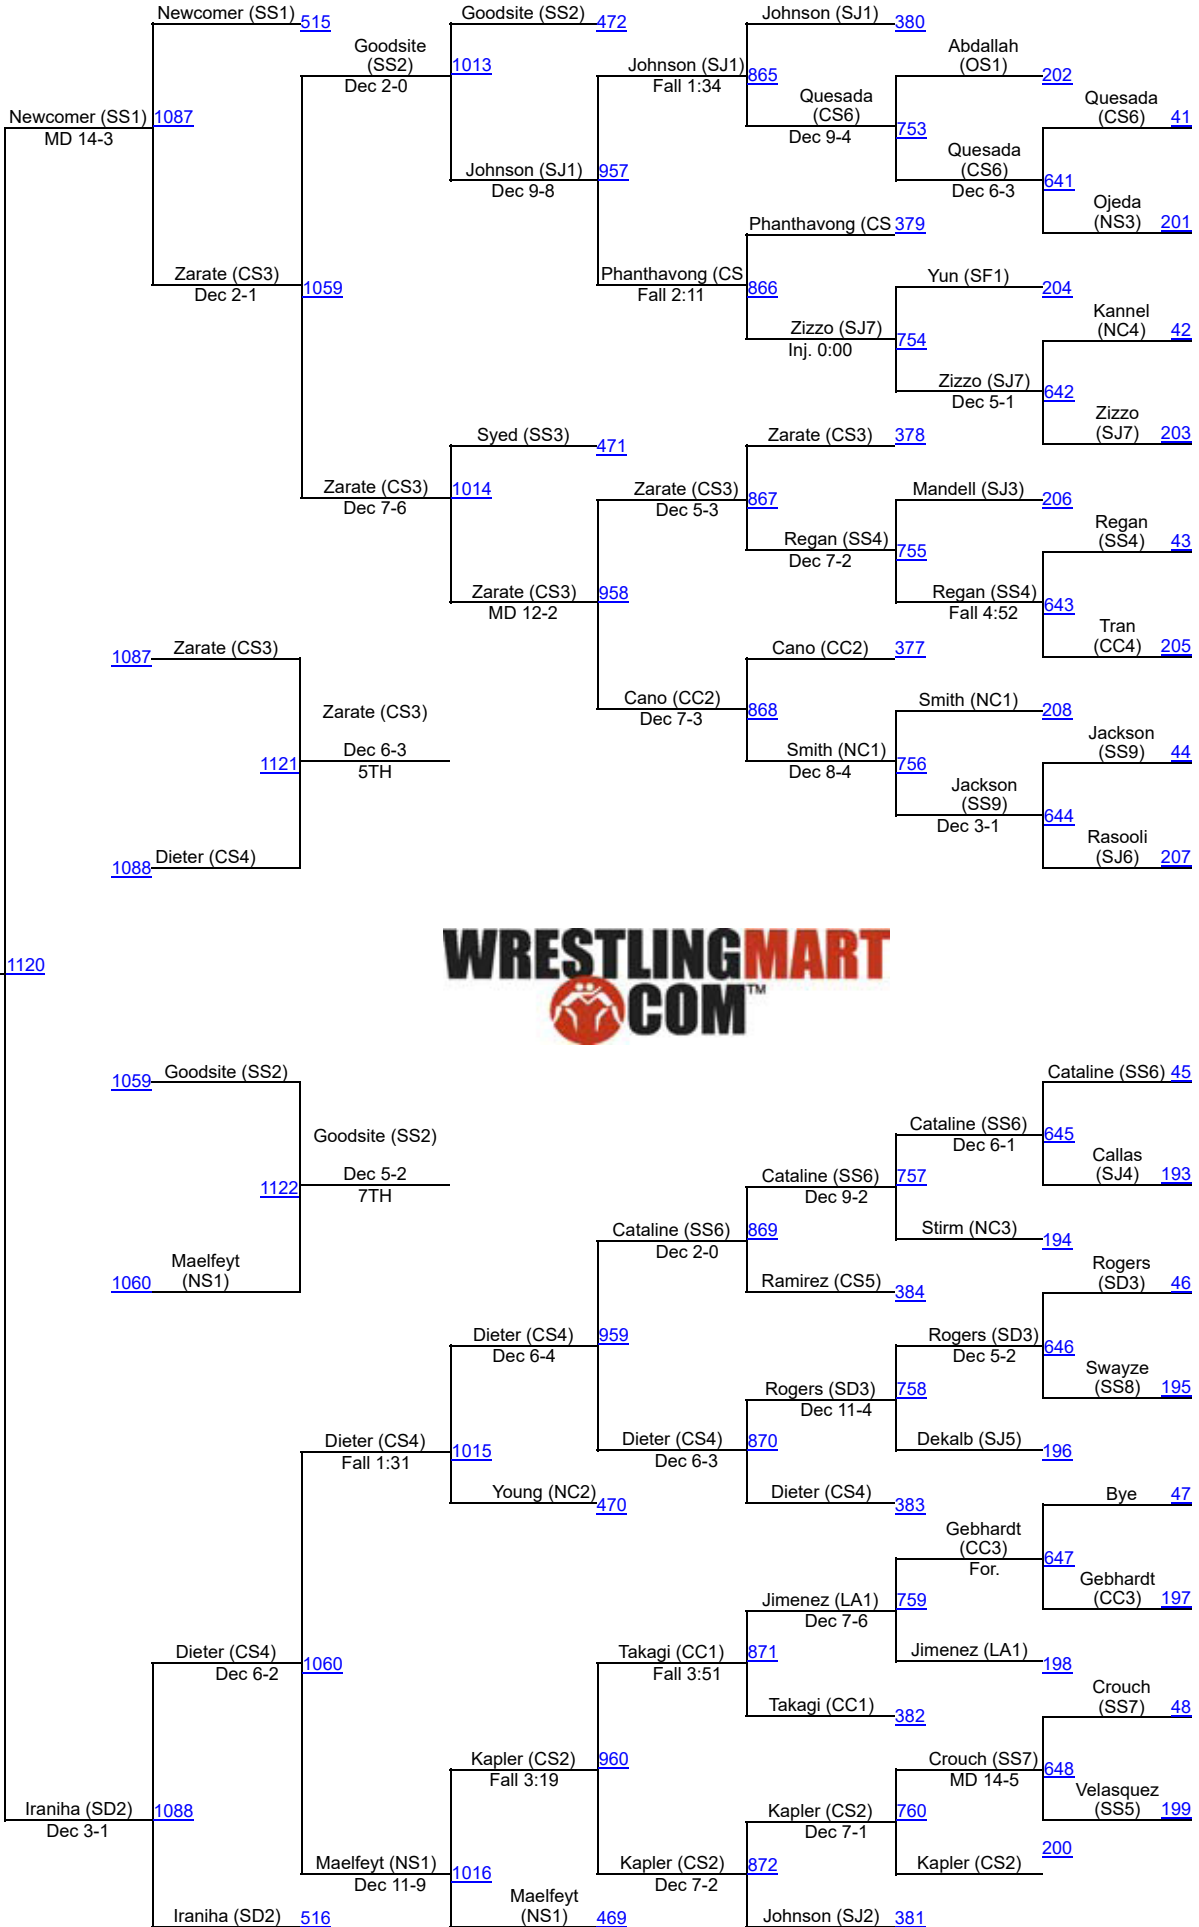 Newcomer (SS1)
515
Goodsite (SS2)
472
Johnson (SJ1)
380
Goodsite
(SS2)
Dec 2-0
1013
Johnson (SJ1)
Fall 1:34
865
Abdallah
(OS1)
202
Newcomer (SS1)
MD 14-3
1087
Quesada
(CS6)
Dec 9-4
753
Quesada
(CS6)
41
Johnson (SJ1)
Dec 9-8
957
Quesada
(CS6)
Dec 6-3
641
Ojeda
(NS3)
201
Phanthavong (CS
379
Zarate (CS3)
Dec 2-1
1059
Phanthavong (CS
Fall 2:11
866
Yun (SF1)
204
Zizzo (SJ7)
Inj. 0:00
754
Kannel
(NC4)
42
Zizzo (SJ7)
Dec 5-1
642
Zizzo
(SJ7)
203
Syed (SS3)
471
Zarate (CS3)
378
Zarate (CS3)
Dec 7-6
1014
Zarate (CS3)
Dec 5-3
867
Mandell (SJ3)
206
Regan (SS4)
Dec 7-2
755
Regan
(SS4)
43
Zarate (CS3)
MD 12-2
958
Regan (SS4)
Fall 4:52
643
Tran
(CC4)
205
1087
Zarate (CS3)
Cano (CC2)
377
Zarate (CS3)
Dec 6-3
5TH
1121
Cano (CC2)
Dec 7-3
868
Smith (NC1)
208
Smith (NC1)
Dec 8-4
756
Jackson
(SS9)
44
Jackson
(SS9)
Dec 3-1
644
Rasooli
(SJ6)
207
1088
Dieter (CS4)
1120
WRESTLINGMART
COM™
1059
Goodsite (SS2)
Cataline (SS6)
45
Goodsite (SS2)
Dec 5-2
7TH
1122
Cataline (SS6)
Dec 6-1
645
Callas
(SJ4)
193
Cataline (SS6)
Dec 9-2
757
Cataline (SS6)
Dec 2-0
869
Stirm (NC3)
194
1060
Maelfeyt
(NS1)
Ramirez (CS5)
384
Rogers
(SD3)
46
Dieter (CS4)
Dec 6-4
959
Rogers (SD3)
Dec 5-2
646
Swayze
(SS8)
195
Rogers (SD3)
Dec 11-4
758
Dieter (CS4)
Fall 1:31
1015
Dieter (CS4)
Dec 6-3
870
Dekalb (SJ5)
196
Young (NC2)
470
Dieter (CS4)
383
Bye
47
Gebhardt
(CC3)
For.
647
Gebhardt
(CC3)
197
Jimenez (LA1)
Dec 7-6
759
Dieter (CS4)
Dec 6-2
1060
Takagi (CC1)
Fall 3:51
871
Jimenez (LA1)
198
Takagi (CC1)
382
Crouch
(SS7)
48
Kapler (CS2)
Fall 3:19
960
Crouch (SS7)
MD 14-5
648
Velasquez
(SS5)
199
Iraniha (SD2)
Dec 3-1
1088
Kapler (CS2)
Dec 7-1
760
Maelfeyt (NS1)
Dec 11-9
1016
Kapler (CS2)
Dec 7-2
872
Kapler (CS2)
200
Iraniha (SD2)
516
Maelfeyt
(NS1)
469
Johnson (SJ2)
381